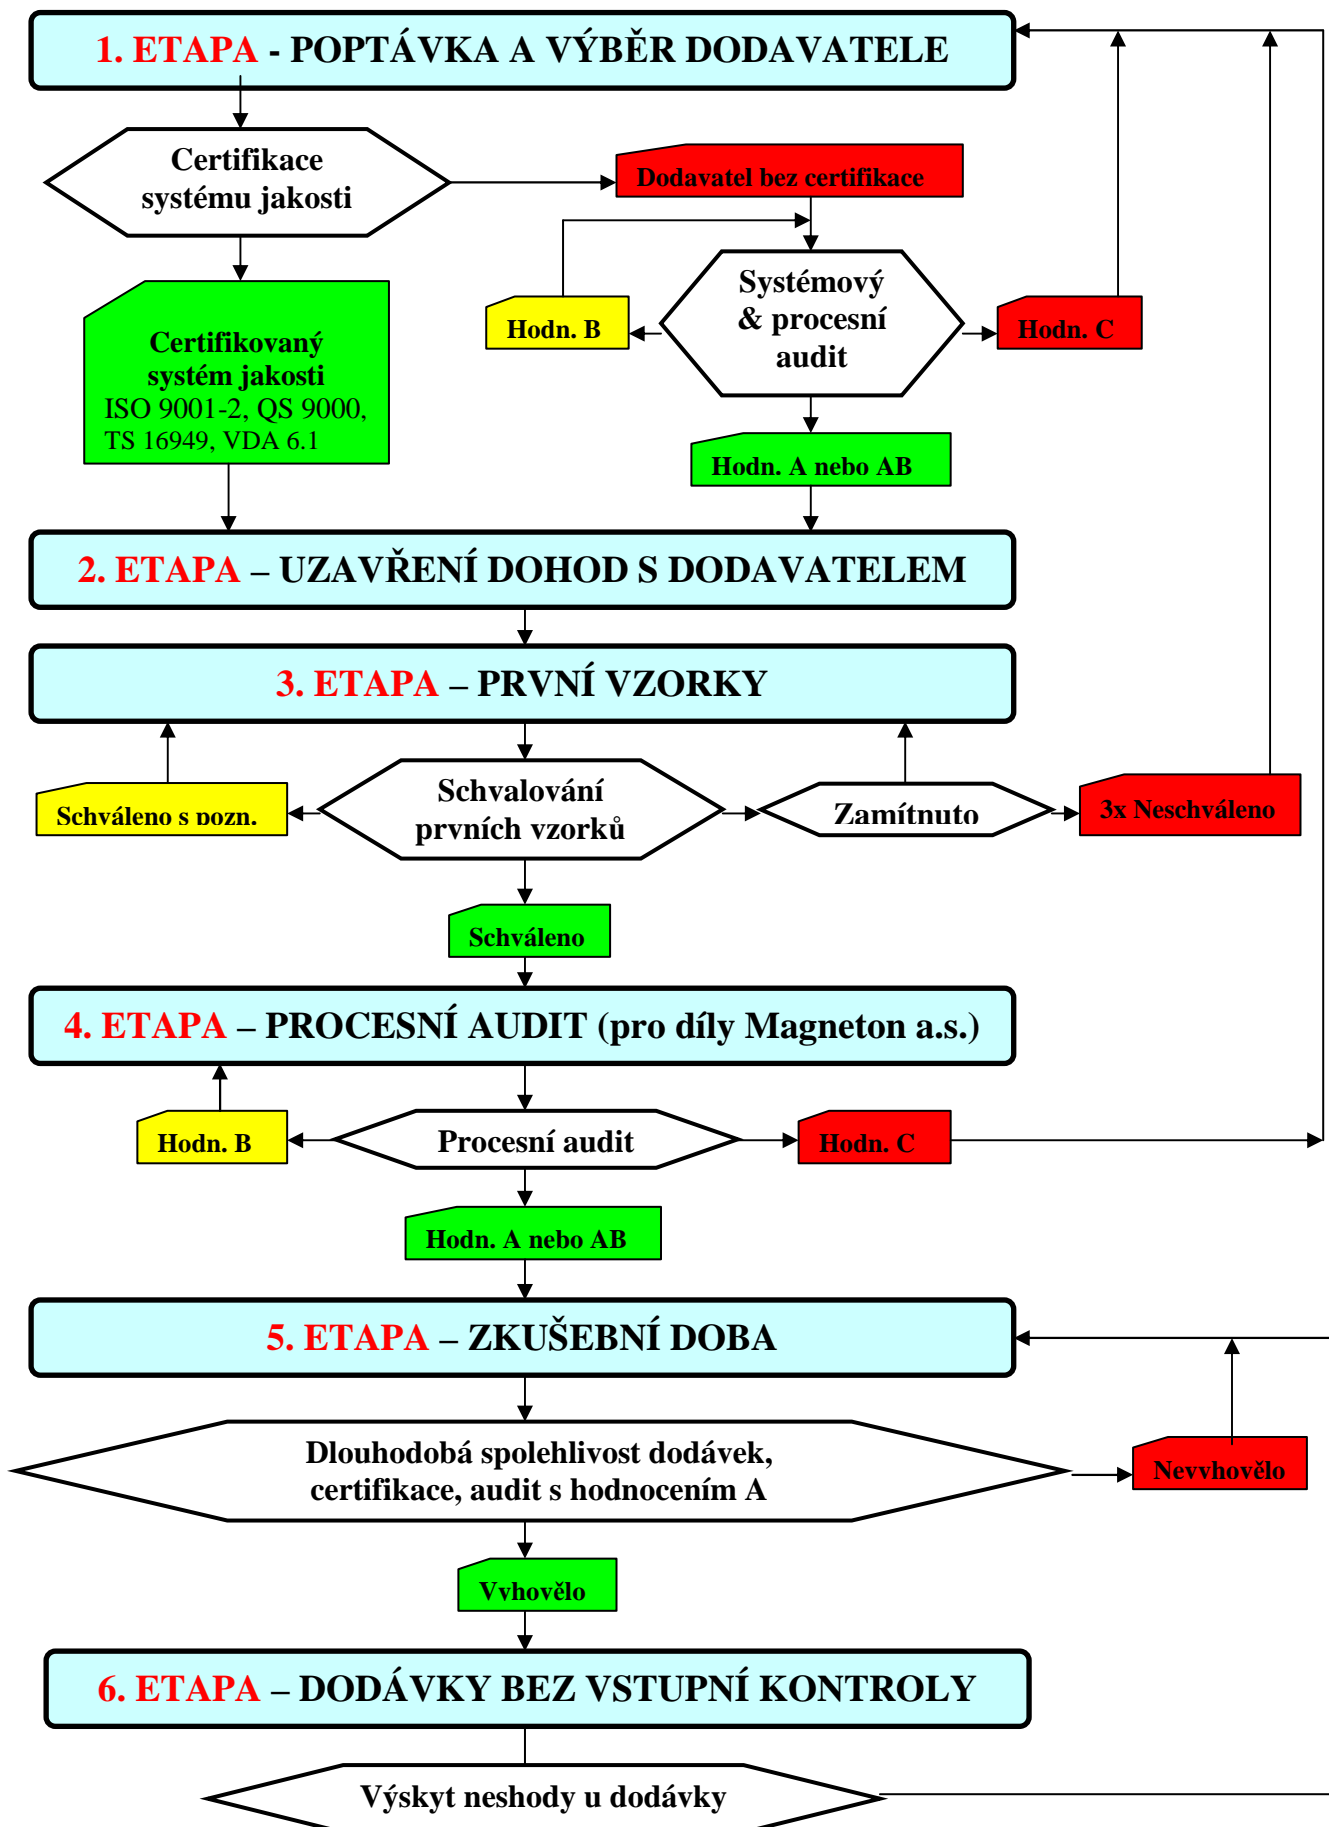 1. ETAPA - POPTÁVKA A VÝBĚR DODAVATELE
Certifikace
systému jakosti
Dodavatel bez certifikace
Systémový
& procesní
audit
Hodn. B
Hodn. C
Certifikovaný
systém jakosti
ISO 9001-2, QS 9000,
TS 16949, VDA 6.1
Hodn. A nebo AB
2. ETAPA – UZAVŘENÍ DOHOD S DODAVATELEM
3. ETAPA – PRVNÍ VZORKY
Schváleno s pozn.
Schvalování
prvních vzorků
Zamítnuto
3x Neschváleno
Schváleno
4. ETAPA – PROCESNÍ AUDIT (pro díly Magneton a.s.)
Hodn. B
Procesní audit
Hodn. C
Hodn. A nebo AB
5. ETAPA – ZKUŠEBNÍ DOBA
Dlouhodobá spolehlivost dodávek,
certifikace, audit s hodnocením A
Nevyhovělo
Vyhovělo
6. ETAPA – DODÁVKY BEZ VSTUPNÍ KONTROLY
Výskyt neshody u dodávky